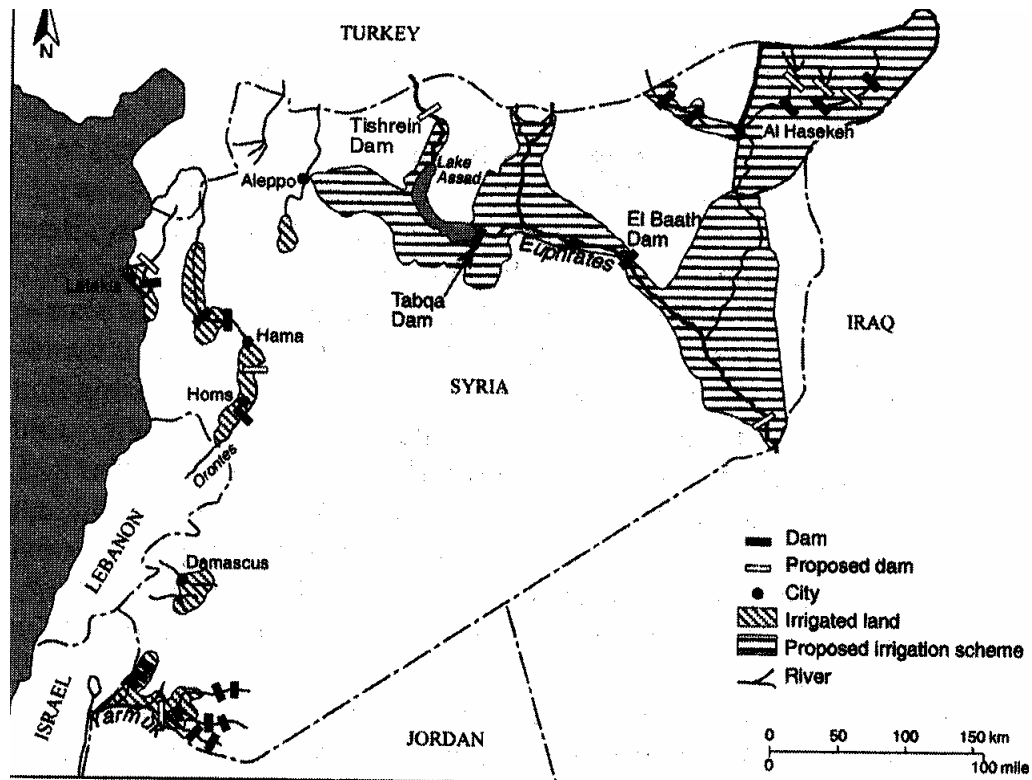 N
TURKEY
Tishrein
Dam
Lake
Assad
Aleppo
Al Hasekeh
El Baath
Dam
Euphrates
Tabqa
Dam
Latakia
Hama
IRAQ
SYRIA
Homs
Orontes
LEBANON
Damascus
ISRAEL
Yarmuk
JORDAN
Dam
Proposed dam
City
Irrigated land
Proposed irrigation scheme
River
0 50 100 150 km
0 100 mile